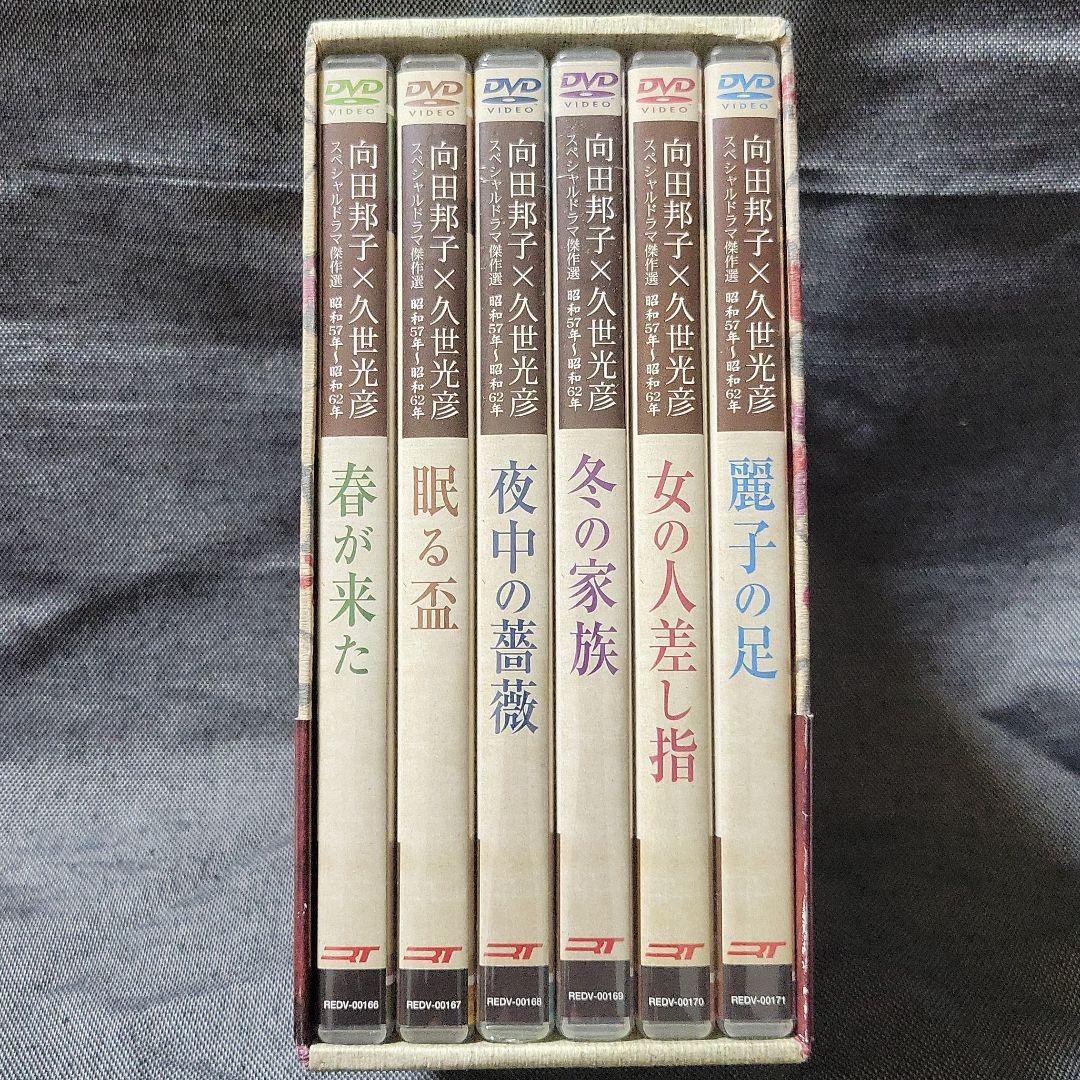 DVD
VIDEO
向田邦子×久世光彦
スペシャルドラマ傑作選 昭和57年～昭和62年
春が来た
RT
REDV-00166
DVD
VIDEO
向田邦子×久世光彦
スペシャルドラマ傑作選 昭和57年～昭和62年
眠る盃
RT
REDV-00167
DVD
VIDEO
向田邦子×久世光彦
スペシャルドラマ傑作選 昭和57年～昭和62年
夜中の薔薇
RT
REDV-00168
DVD
VIDEO
向田邦子×久世光彦
スペシャルドラマ傑作選 昭和57年～昭和62年
冬の家族
RT
REDV-00169
DVD
VIDEO
向田邦子×久世光彦
スペシャルドラマ傑作選 昭和57年～昭和62年
女の人差し指
RT
REDV-00170
DVD
VIDEO
向田邦子×久世光彦
スペシャルドラマ傑作選 昭和57年～昭和62年
麗子の足
RT
REDV-00171